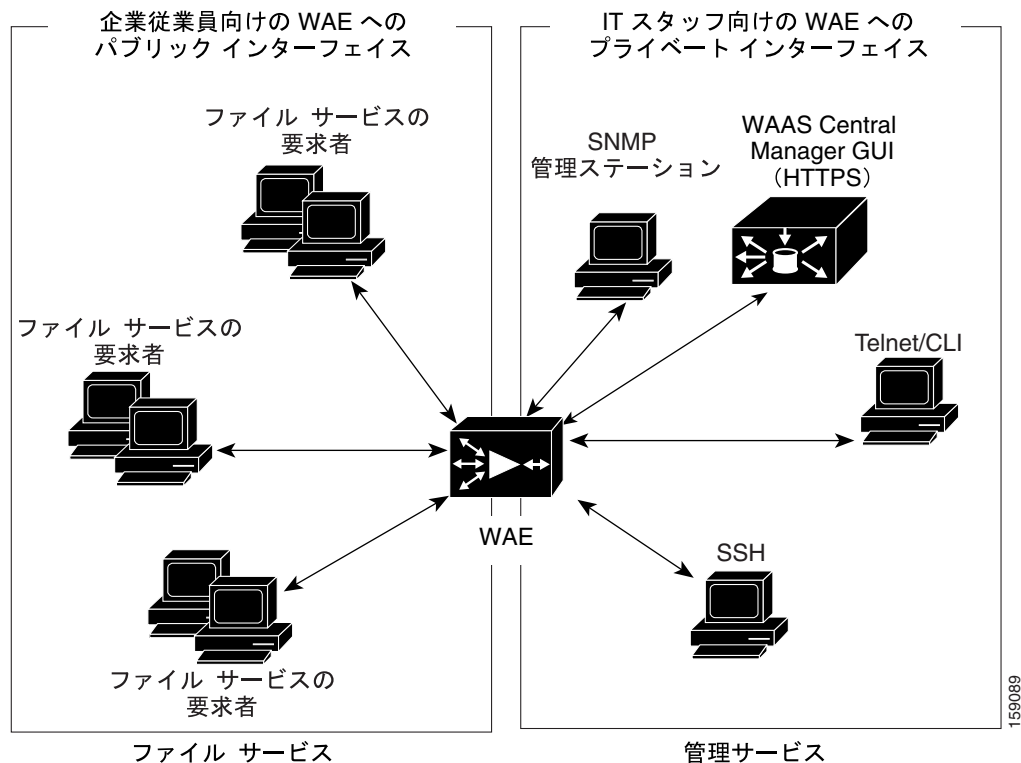 企業従業員向けの WAE への
パブリック インターフェイス
IT スタッフ向けの WAE への
プライベート インターフェイス
ファイル サービスの
要求者
SNMP
管理ステーション
WAAS Central
Manager GUI
（HTTPS）
ファイル サービスの
要求者
Telnet/CLI
WAE
SSH
ファイル サービスの
要求者
159089
ファイル サービス
管理サービス